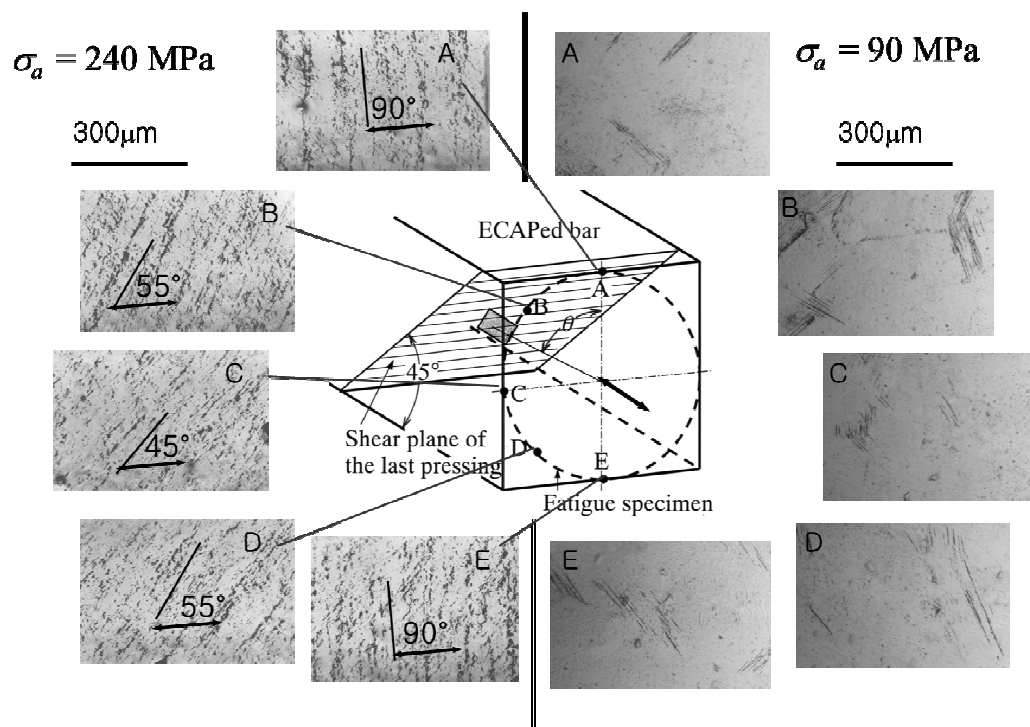 σa = 240 MPa
300μm
A
90°
A
σa = 90 MPa
300μm
B
55°
B
ECAPed bar
A
B
θ
C
45°
45°
C
C
Shear plane of
the last pressing
D
E
Fatigue specimen
D
55°
E
90°
E
D